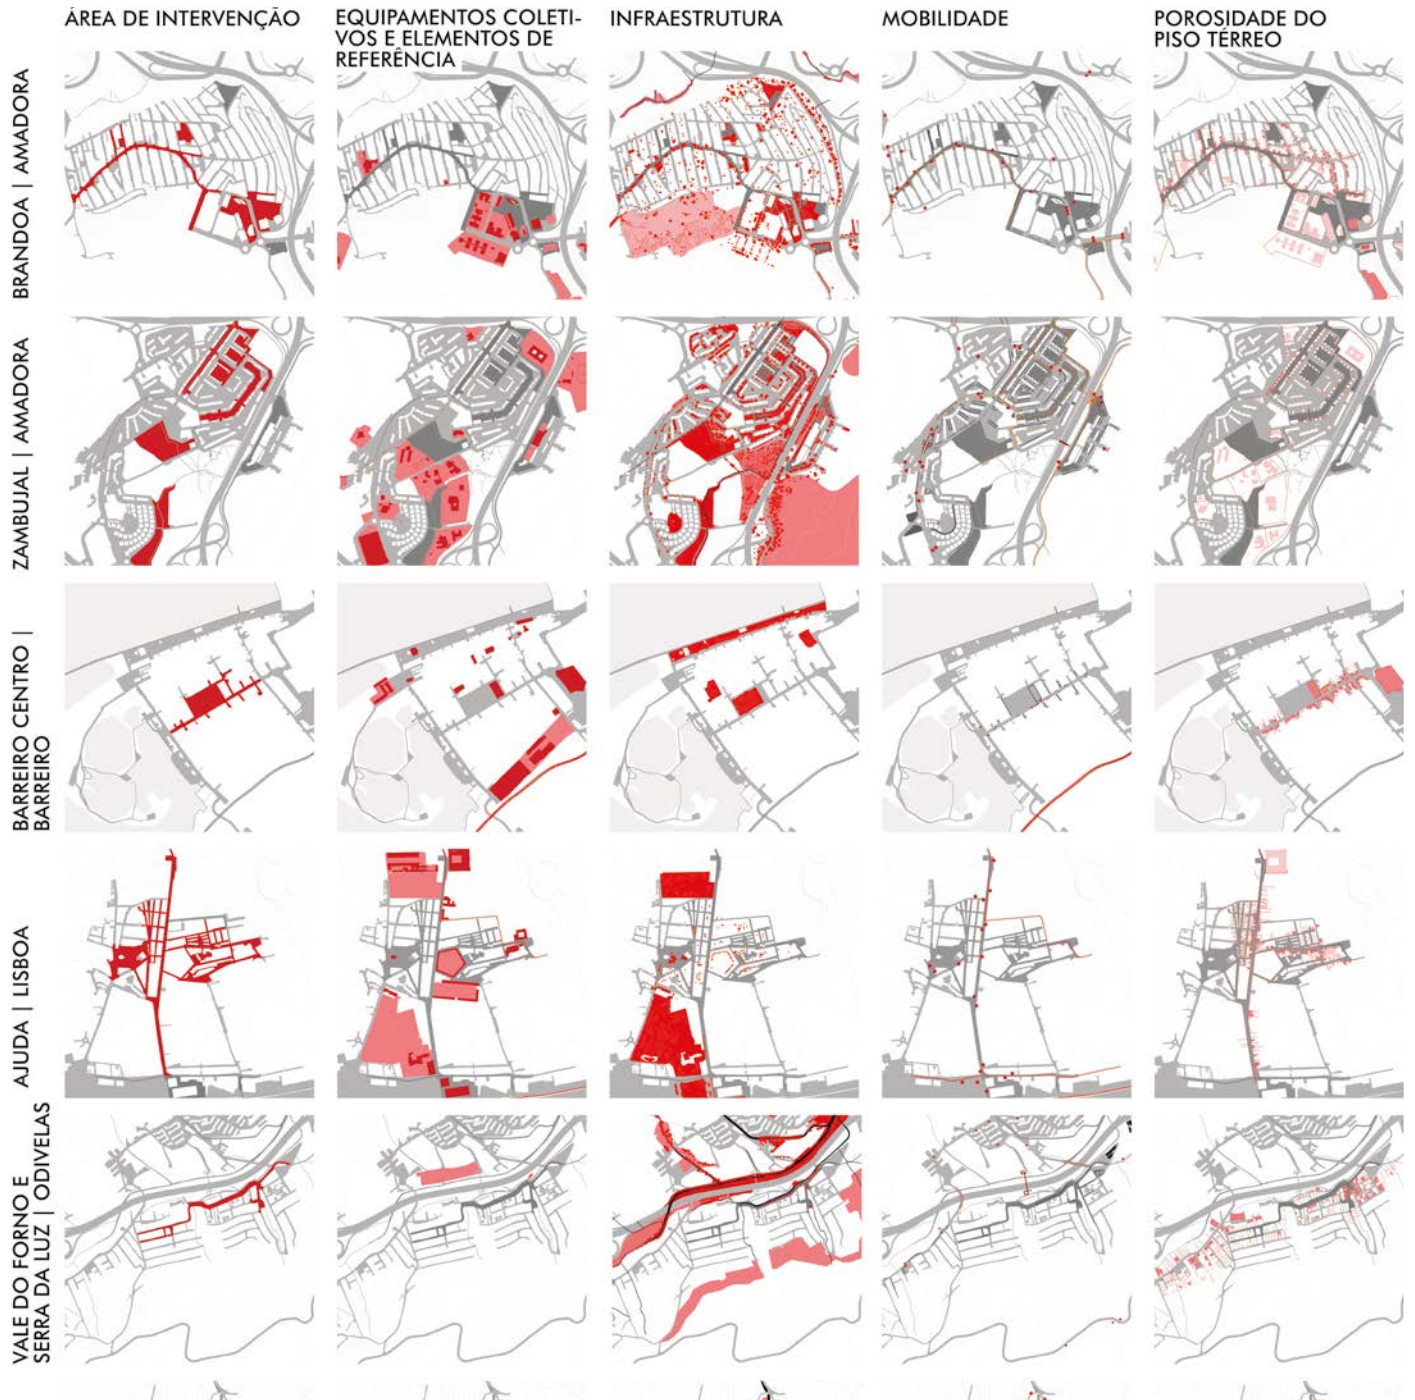 ÁREA DE INTERVENÇÃO
EQUIPAMENTOS COLETI-
VOS E ELEMENTOS DE
REFERÊNCIA
INFRAESTRUTURA
MOBILIDADE
POROSIDADE DO
PISO TÉRREO
BRANDOA | AMADORA
ZAMBUJAL | AMADORA
BARREIRO CENTRO |
BARREIRO
AJUDA | LISBOA
VALE DO FORNO E
SERRA DA LUZ | ODIVELAS